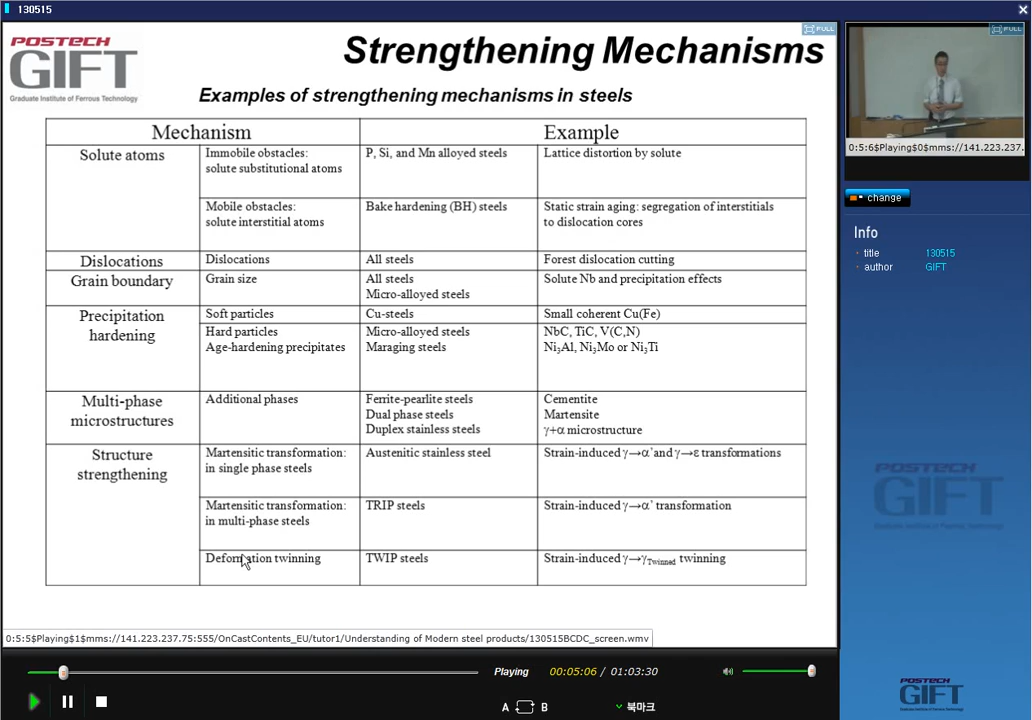 130515
POSTECH
GIFT
Graduate Institute of Ferrous Technology
Strengthening Mechanisms
FULL
Examples of strengthening mechanisms in steels
Mechanism
Example
Solute atoms
Immobile obstacles:
solute substitutional atoms
P, Si, and Mn alloyed steels
Lattice distortion by solute
Mobile obstacles:
solute interstitial atoms
Bake hardening (BH) steels
Static strain aging: segregation of interstitials
to dislocation cores
Dislocations
Dislocations
All steels
Forest dislocation cutting
Grain boundary
Grain size
All steels
Micro-alloyed steels
Solute Nb and precipitation effects
Precipitation
hardening
Soft particles
Cu-steels
Small coherent Cu(Fe)
Hard particles
Age-hardening precipitates
Micro-alloyed steels
Maraging steels
NbC, TiC, V(C,N)
Ni₃Al, Ni₃Mo or Ni₃Ti
Multi-phase
microstructures
Additional phases
Ferrite-pearlite steels
Dual phase steels
Duplex stainless steels
Cementite
Martensite
γ+α microstructure
Structure
strengthening
Martensitic transformation:
in single phase steels
Austenitic stainless steel
Strain-induced γ→α'and γ→ε transformations
Martensitic transformation:
in multi-phase steels
TRIP steels
Strain-induced γ→α' transformation
Deformation twinning
TWIP steels
Strain-induced γ→γTwinned twinning
0:5:5$Playing$1$mms://141.223.237.75:555/OnCastContents_EU/tutor1/Understanding of Modern steel products/130515BCDC_screen.wmv
Playing
00:05:06 / 01:03:30
A B
북마크
FULL
0:5:6$Playing$0$mms://141.223.237.
change
Info
title 130515
author GIFT
POSTECH
GIFT
POSTECH
GIFT